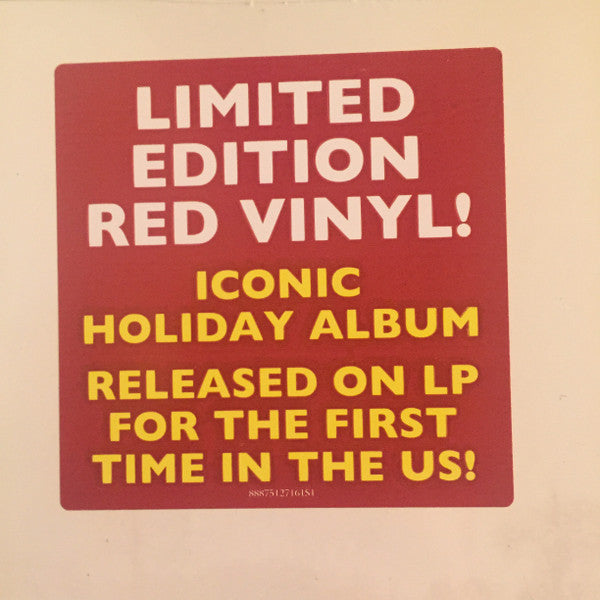 LIMITED
EDITION
RED VINYL!
ICONIC
HOLIDAY ALBUM
RELEASED ON LP
FOR THE FIRST
TIME IN THE US!
88875127161S1